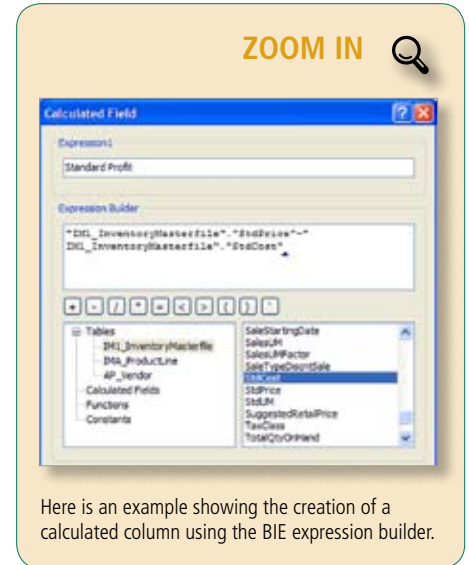 ZOOM IN
Calculated Field
Expression1
Standard Profit
Expression Builder
"IM1_InventoryMasterfile"."StdPrice"-"
IM1_InventoryMasterfile"."StdCost"
+ - / * = < > ( ) '
Tables
IM1_InventoryMasterfile
IMA_ProductLine
AP_Vendor
Calculated Fields
Functions
Constants
SaleStartingDate
SalesUM
SalesUMFactor
SaleTypeDiscntSale
StdCost
StdPrice
StdUM
SuggestedRetailPrice
TaxClass
TotalQtyOnHand
Here is an example showing the creation of a
calculated column using the BIE expression builder.